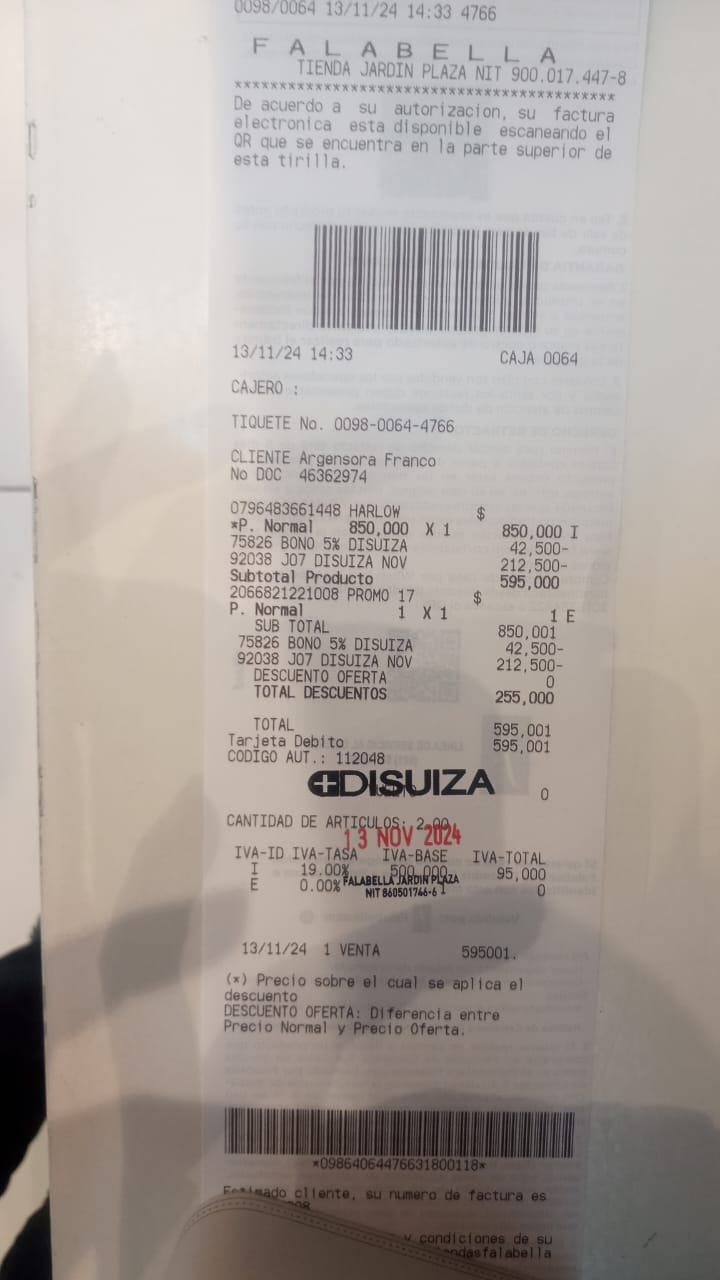 0098/0064 13/11/24 14:33 4766
FALABELLA
TIENDA JARDIN PLAZA NIT 900.017.447-8
******************************************
De acuerdo a su autorizacion, su factura
electronica esta disponible escaneando el
QR que se encuentra en la parte superior de
esta tirilla.
13/11/24 14:33 CAJA 0064
CAJERO :
TIQUETE No. 0098-0064-4766
CLIENTE Argensora Franco
No DOC 46362974
0796483661448 HARLOW $
*P. Normal 850,000 X 1 850,000 I
75826 BONO 5% DISUIZA 42,500-
92038 J07 DISUIZA NOV 212,500-
Subtotal Producto 595,000
2066821221008 PROMO 17 $
P. Normal 1 X 1 1 E
SUB TOTAL 850,001
75826 BONO 5% DISUIZA 42,500-
92038 J07 DISUIZA NOV 212,500-
DESCUENTO OFERTA 0
TOTAL DESCUENTOS 255,000
TOTAL 595,001
Tarjeta Debito 595,001
CODIGO AUT.: 112048
DISUIZA
0
CANTIDAD DE ARTICULOS: 2.00
13 NOV 2024
IVA-ID IVA-TASA IVA-BASE IVA-TOTAL
I 19.00% 500,000 95,000
FALABELLA JARDIN PLAZA
E 0.00% 1 0
NIT 860501746-6
13/11/24 1 VENTA 595001.
(*) Precio sobre el cual se aplica el
descuento
DESCUENTO OFERTA: Diferencia entre
Precio Normal y Precio Oferta.
*09864064476631800118*
Estimado cliente, su numero de factura es
y condiciones de su